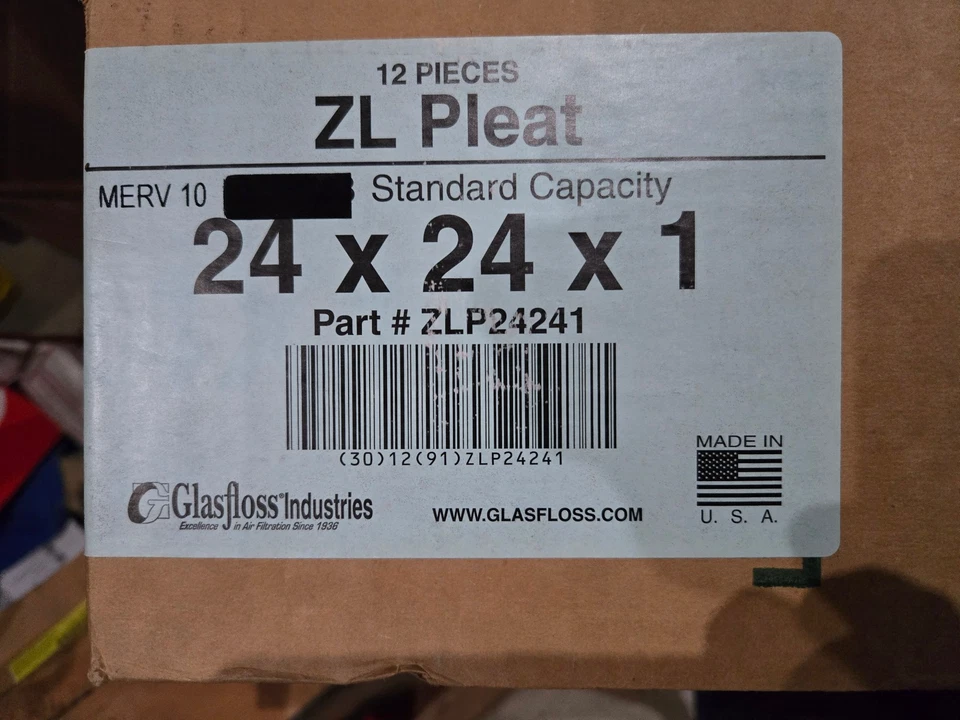 12 PIECES
ZL Pleat
MERV 10 Standard Capacity
24 x 24 x 1
Part # ZLP24241
(30)12(91)ZLP24241
MADE IN
U. S. A.
Glasfloss® Industries
Excellence in Air Filtration Since 1936
WWW.GLASFLOSS.COM